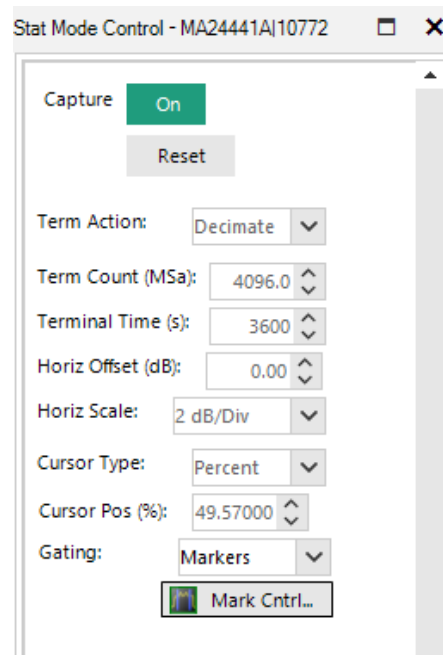 Stat Mode Control - MA24441A|10772
Capture On
Reset
Term Action: Decimate
Term Count (MSa): 4096.0
Terminal Time (s): 3600
Horiz Offset (dB): 0.00
Horiz Scale: 2 dB/Div
Cursor Type: Percent
Cursor Pos (%): 49.57000
Gating: Markers
Mark Cntrl...